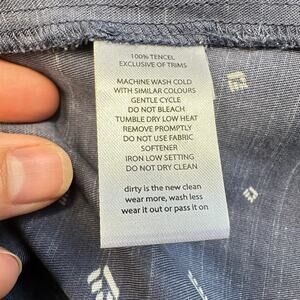 100% TENCEL
EXCLUSIVE OF TRIMS
MACHINE WASH COLD
WITH SIMILAR COLOURS
GENTLE CYCLE
DO NOT BLEACH
TUMBLE DRY LOW HEAT
REMOVE PROMPTLY
DO NOT USE FABRIC
SOFTENER
IRON LOW SETTING
DO NOT DRY CLEAN
dirty is the new clean
wear more, wash less
wear it out or pass it on